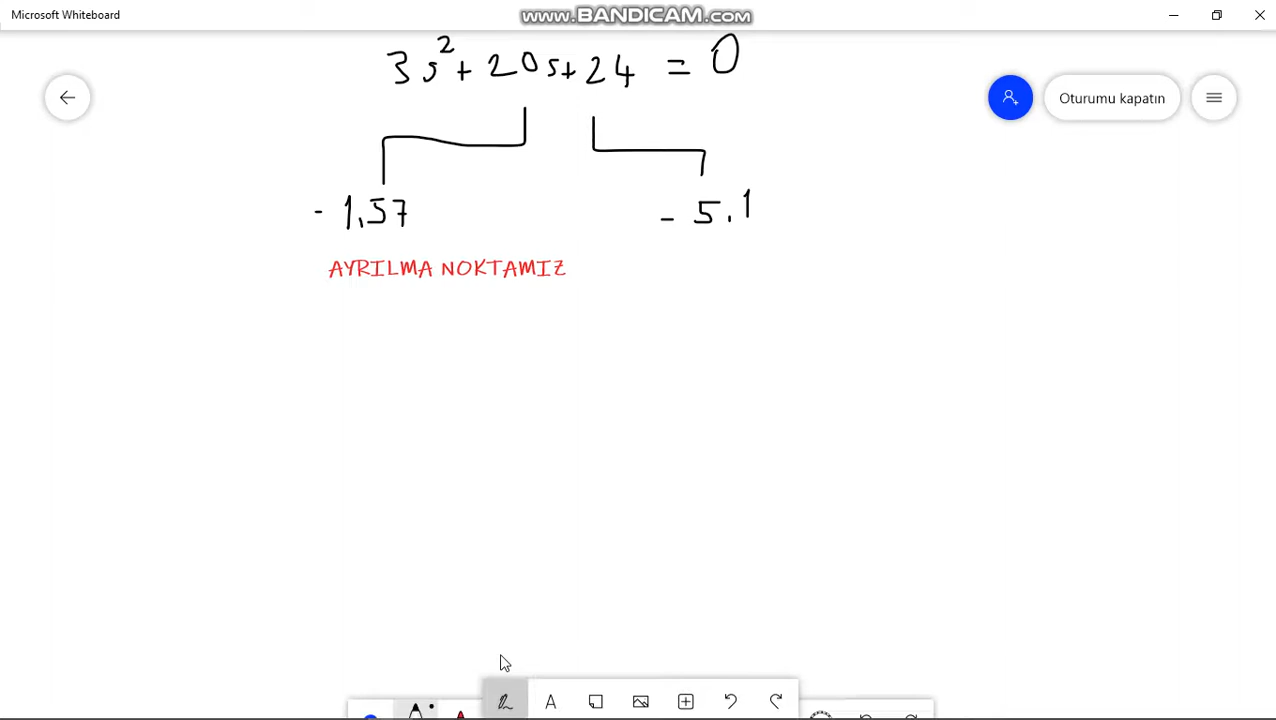 Microsoft Whiteboard
www.BANDICAM.com
3s² + 20s + 24 = 0
Oturumu kapatın
- 1.57
- 5.1
AYRILMA NOKTAMIZ